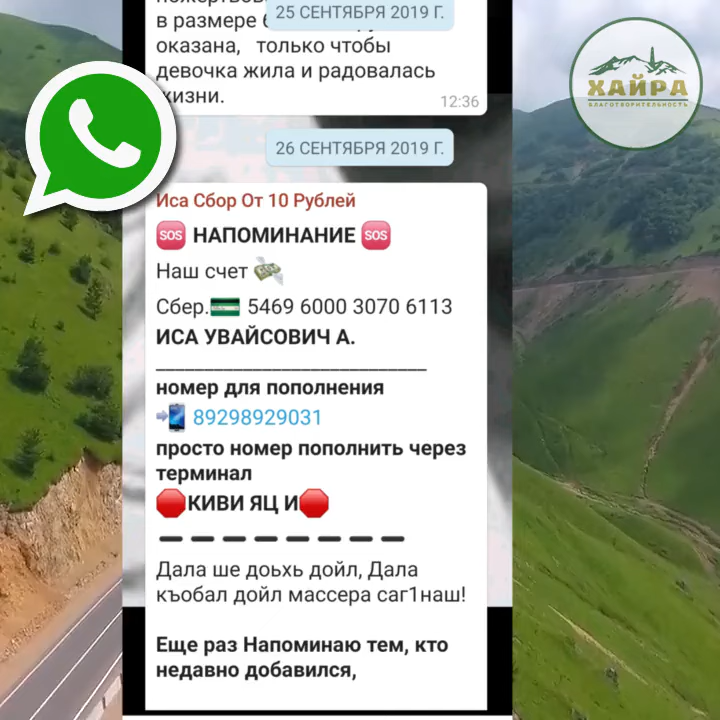 в размере
25 СЕНТЯБРЯ 2019 Г.
оказана, только чтобы
девочка жила и радовалась
жизни.
12:36
ХАЙРА
БЛАГОТВОРИТЕЛЬНОСТЬ
26 СЕНТЯБРЯ 2019 Г.
Иса Сбор От 10 Рублей
🆘 НАПОМИНАНИЕ 🆘
Наш счет 💸
Сбер.💳 5469 6000 3070 6113
ИСА УВАЙСОВИЧ А.
____________________________
номер для пополнения
📲 89298929031
просто номер пополнить через
терминал
🛑КИВИ ЯЦ И🛑
➖➖➖➖➖➖➖
Дала ше доьхь дойл, Дала
къобал дойл массера саг1наш!
Еще раз Напоминаю тем, кто
недавно добавился,